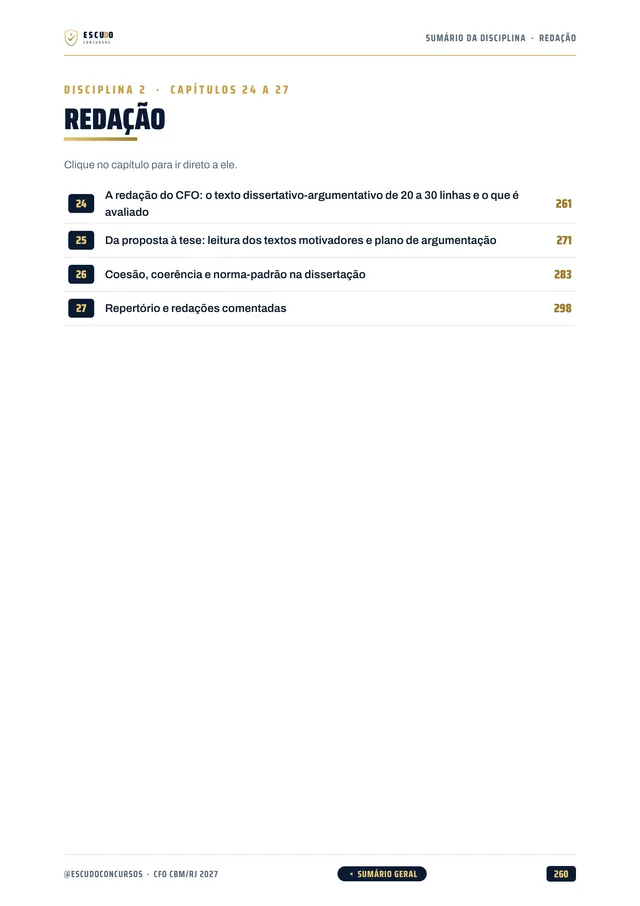 ESCUDO
CONCURSOS
SUMÁRIO DA DISCIPLINA · REDAÇÃO
DISCIPLINA 2 · CAPÍTULOS 24 A 27
REDAÇÃO
Clique no capítulo para ir direto a ele.
24 A redação do CFO: o texto dissertativo-argumentativo de 20 a 30 linhas e o que é
avaliado 261
25 Da proposta à tese: leitura dos textos motivadores e plano de argumentação 271
26 Coesão, coerência e norma-padrão na dissertação 283
27 Repertório e redações comentadas 298
@ESCUDOCONCURSOS · CFO CBM/RJ 2027
SUMÁRIO GERAL
260